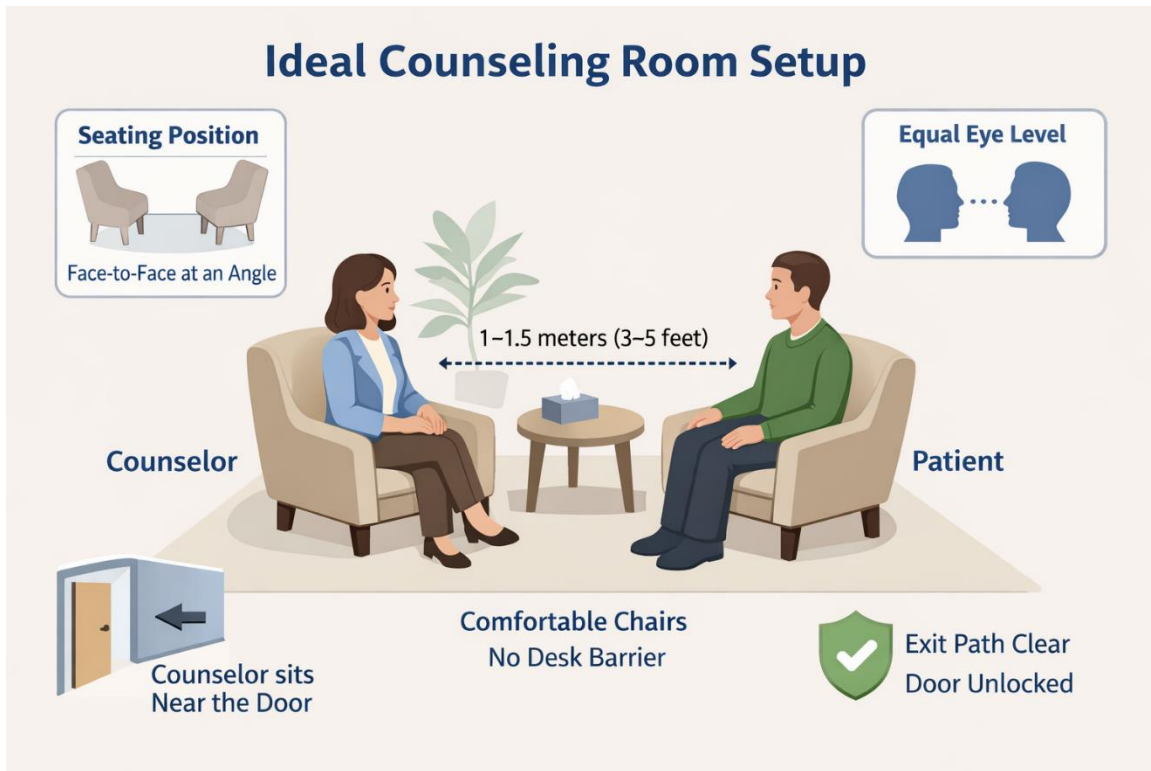 Ideal Counseling Room Setup
Seating Position
Face-to-Face at an Angle
Equal Eye Level
1~1.5 meters (3~5 feet)
Counselor
Patient
Counselor sits
Near the Door
Comfortable Chairs
No Desk Barrier
Exit Path Clear
Door Unlocked